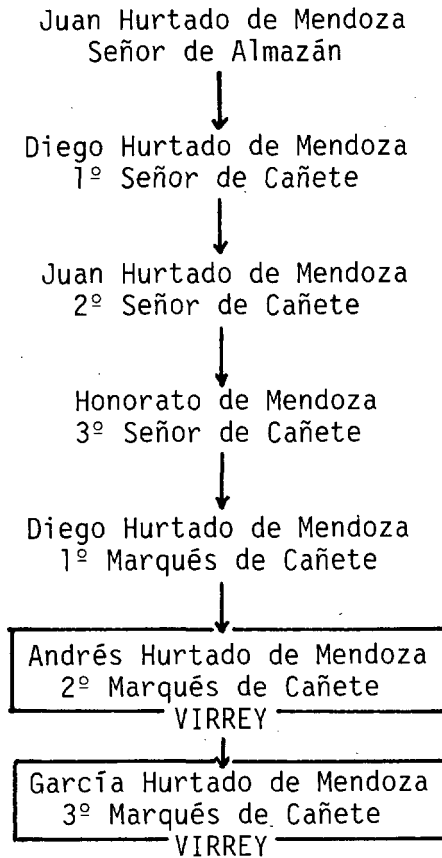 Juan Hurtado de Mendoza
Señor de Almazán
Diego Hurtado de Mendoza
1º Señor de Cañete
Juan Hurtado de Mendoza
2º Señor de Cañete
Honorato de Mendoza
3º Señor de Cañete
Diego Hurtado de Mendoza
1º Marqués de Cañete
Andrés Hurtado de Mendoza
2º Marqués de Cañete
VIRREY
García Hurtado de Mendoza
3º Marqués de Cañete
VIRREY